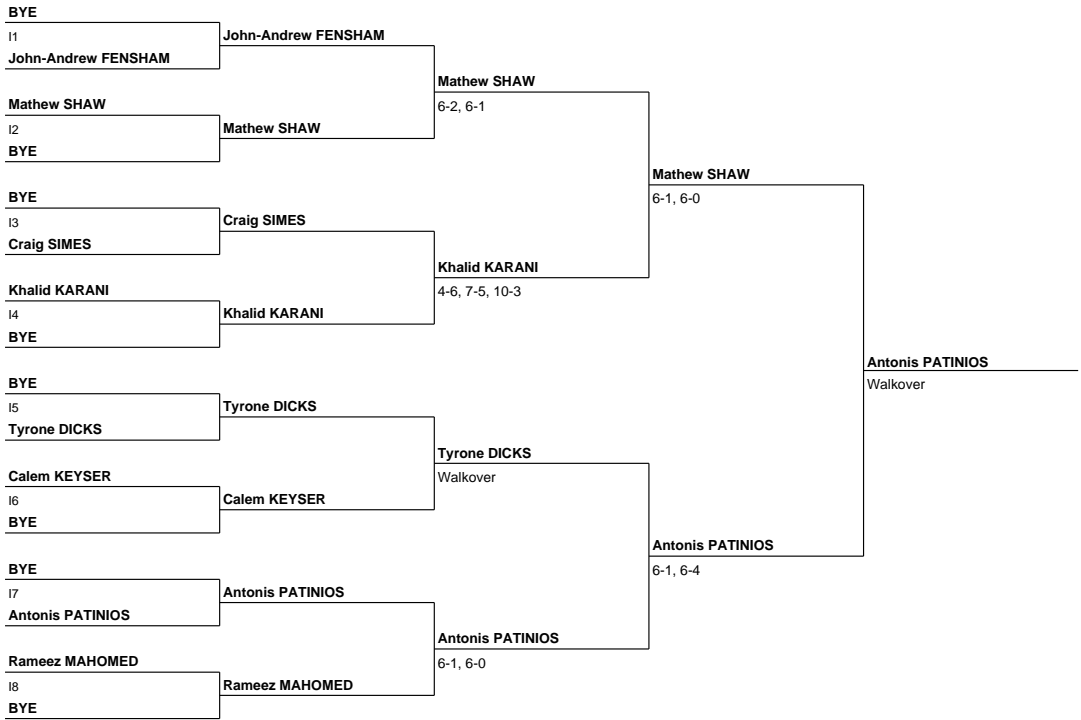 BYE
I1
John-Andrew FENSHAM
Mathew SHAW
I2
BYE
BYE
I3
Craig SIMES
Khalid KARANI
I4
BYE
BYE
I5
Tyrone DICKS
Calem KEYSER
I6
BYE
BYE
I7
Antonis PATINIOS
Rameez MAHOMED
I8
BYE
John-Andrew FENSHAM
Mathew SHAW
Craig SIMES
Khalid KARANI
Tyrone DICKS
Calem KEYSER
Antonis PATINIOS
Rameez MAHOMED
Mathew SHAW
6-2, 6-1
Khalid KARANI
4-6, 7-5, 10-3
Tyrone DICKS
Walkover
Antonis PATINIOS
6-1, 6-0
Mathew SHAW
6-1, 6-0
Antonis PATINIOS
6-1, 6-4
Antonis PATINIOS
Walkover